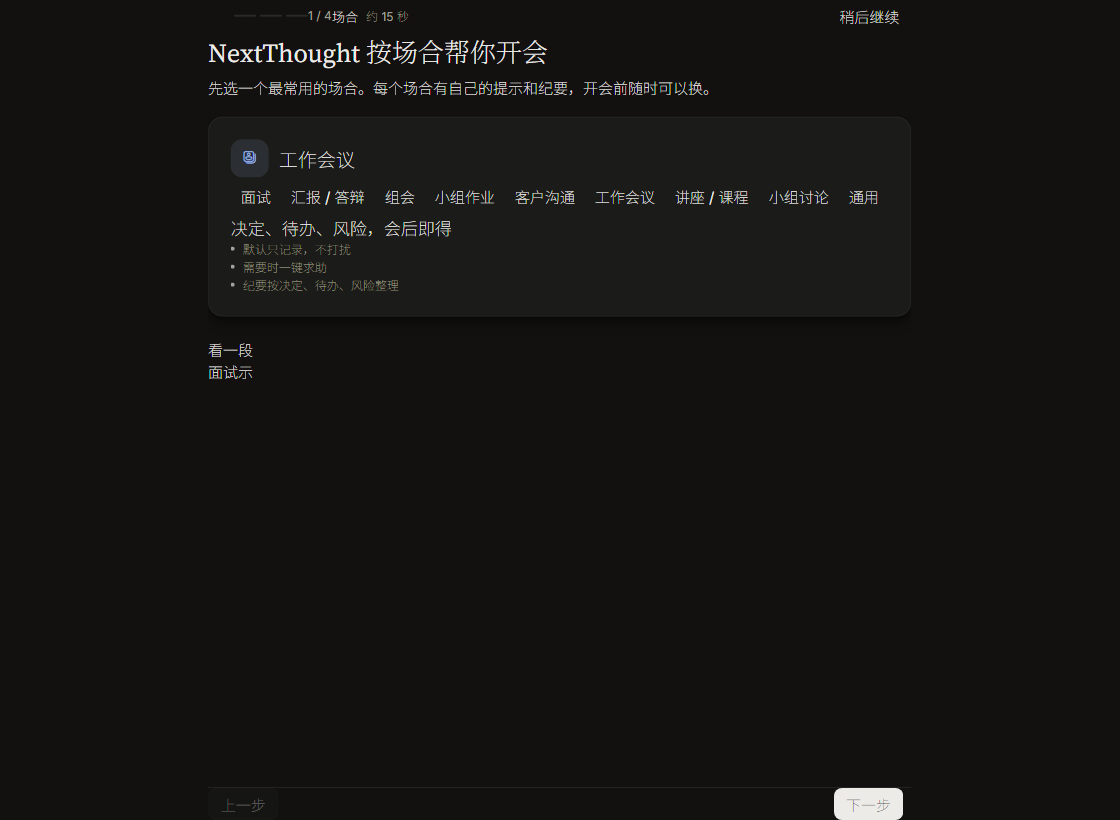 1 / 4 场合 约 15 秒 稍后继续
NextThought 按场合帮你开会
先选一个最常用的场合。每个场合有自己的提示和纪要，开会前随时可以换。
工作会议
面试 汇报 / 答辩 组会 小组作业 客户沟通 工作会议 讲座 / 课程 小组讨论 通用
决定、待办、风险，会后即得
• 默认只记录，不打扰
• 需要时一键求助
• 纪要按决定、待办、风险整理
看一段
面试示
上一步 下一步